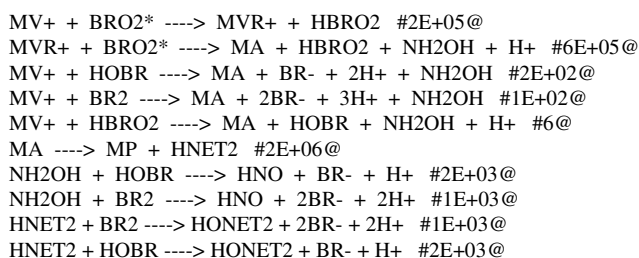 MV+ + BRO2* ----> MVR+ + HBRO2 #2E+05@
MVR+ + BRO2* ----> MA + HBRO2 + NH2OH + H+ #6E+05@
MV+ + HOBR ----> MA + BR- + 2H+ + NH2OH #2E+02@
MV+ + BR2 ----> MA + 2BR- + 3H+ + NH2OH #1E+02@
MV+ + HBRO2 ----> MA + HOBR + NH2OH + H+ #6@
MA ----> MP + HNET2 #2E+06@
NH2OH + HOBR ----> HNO + BR- + H+ #2E+03@
NH2OH + BR2 ----> HNO + 2BR- + 2H+ #1E+03@
HNET2 + BR2 ----> HONET2 + 2BR- + 2H+ #1E+03@
HNET2 + HOBR ----> HONET2 + BR- + H+ #2E+03@